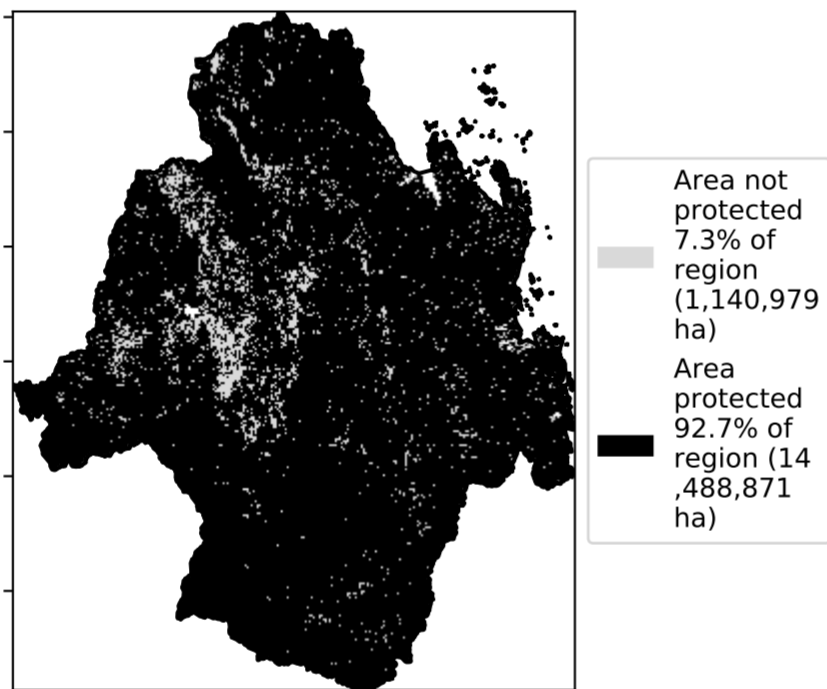 Area not
protected
7.3% of
region
(1,140,979
ha)
Area
protected
92.7% of
region (14
,488,871
ha)